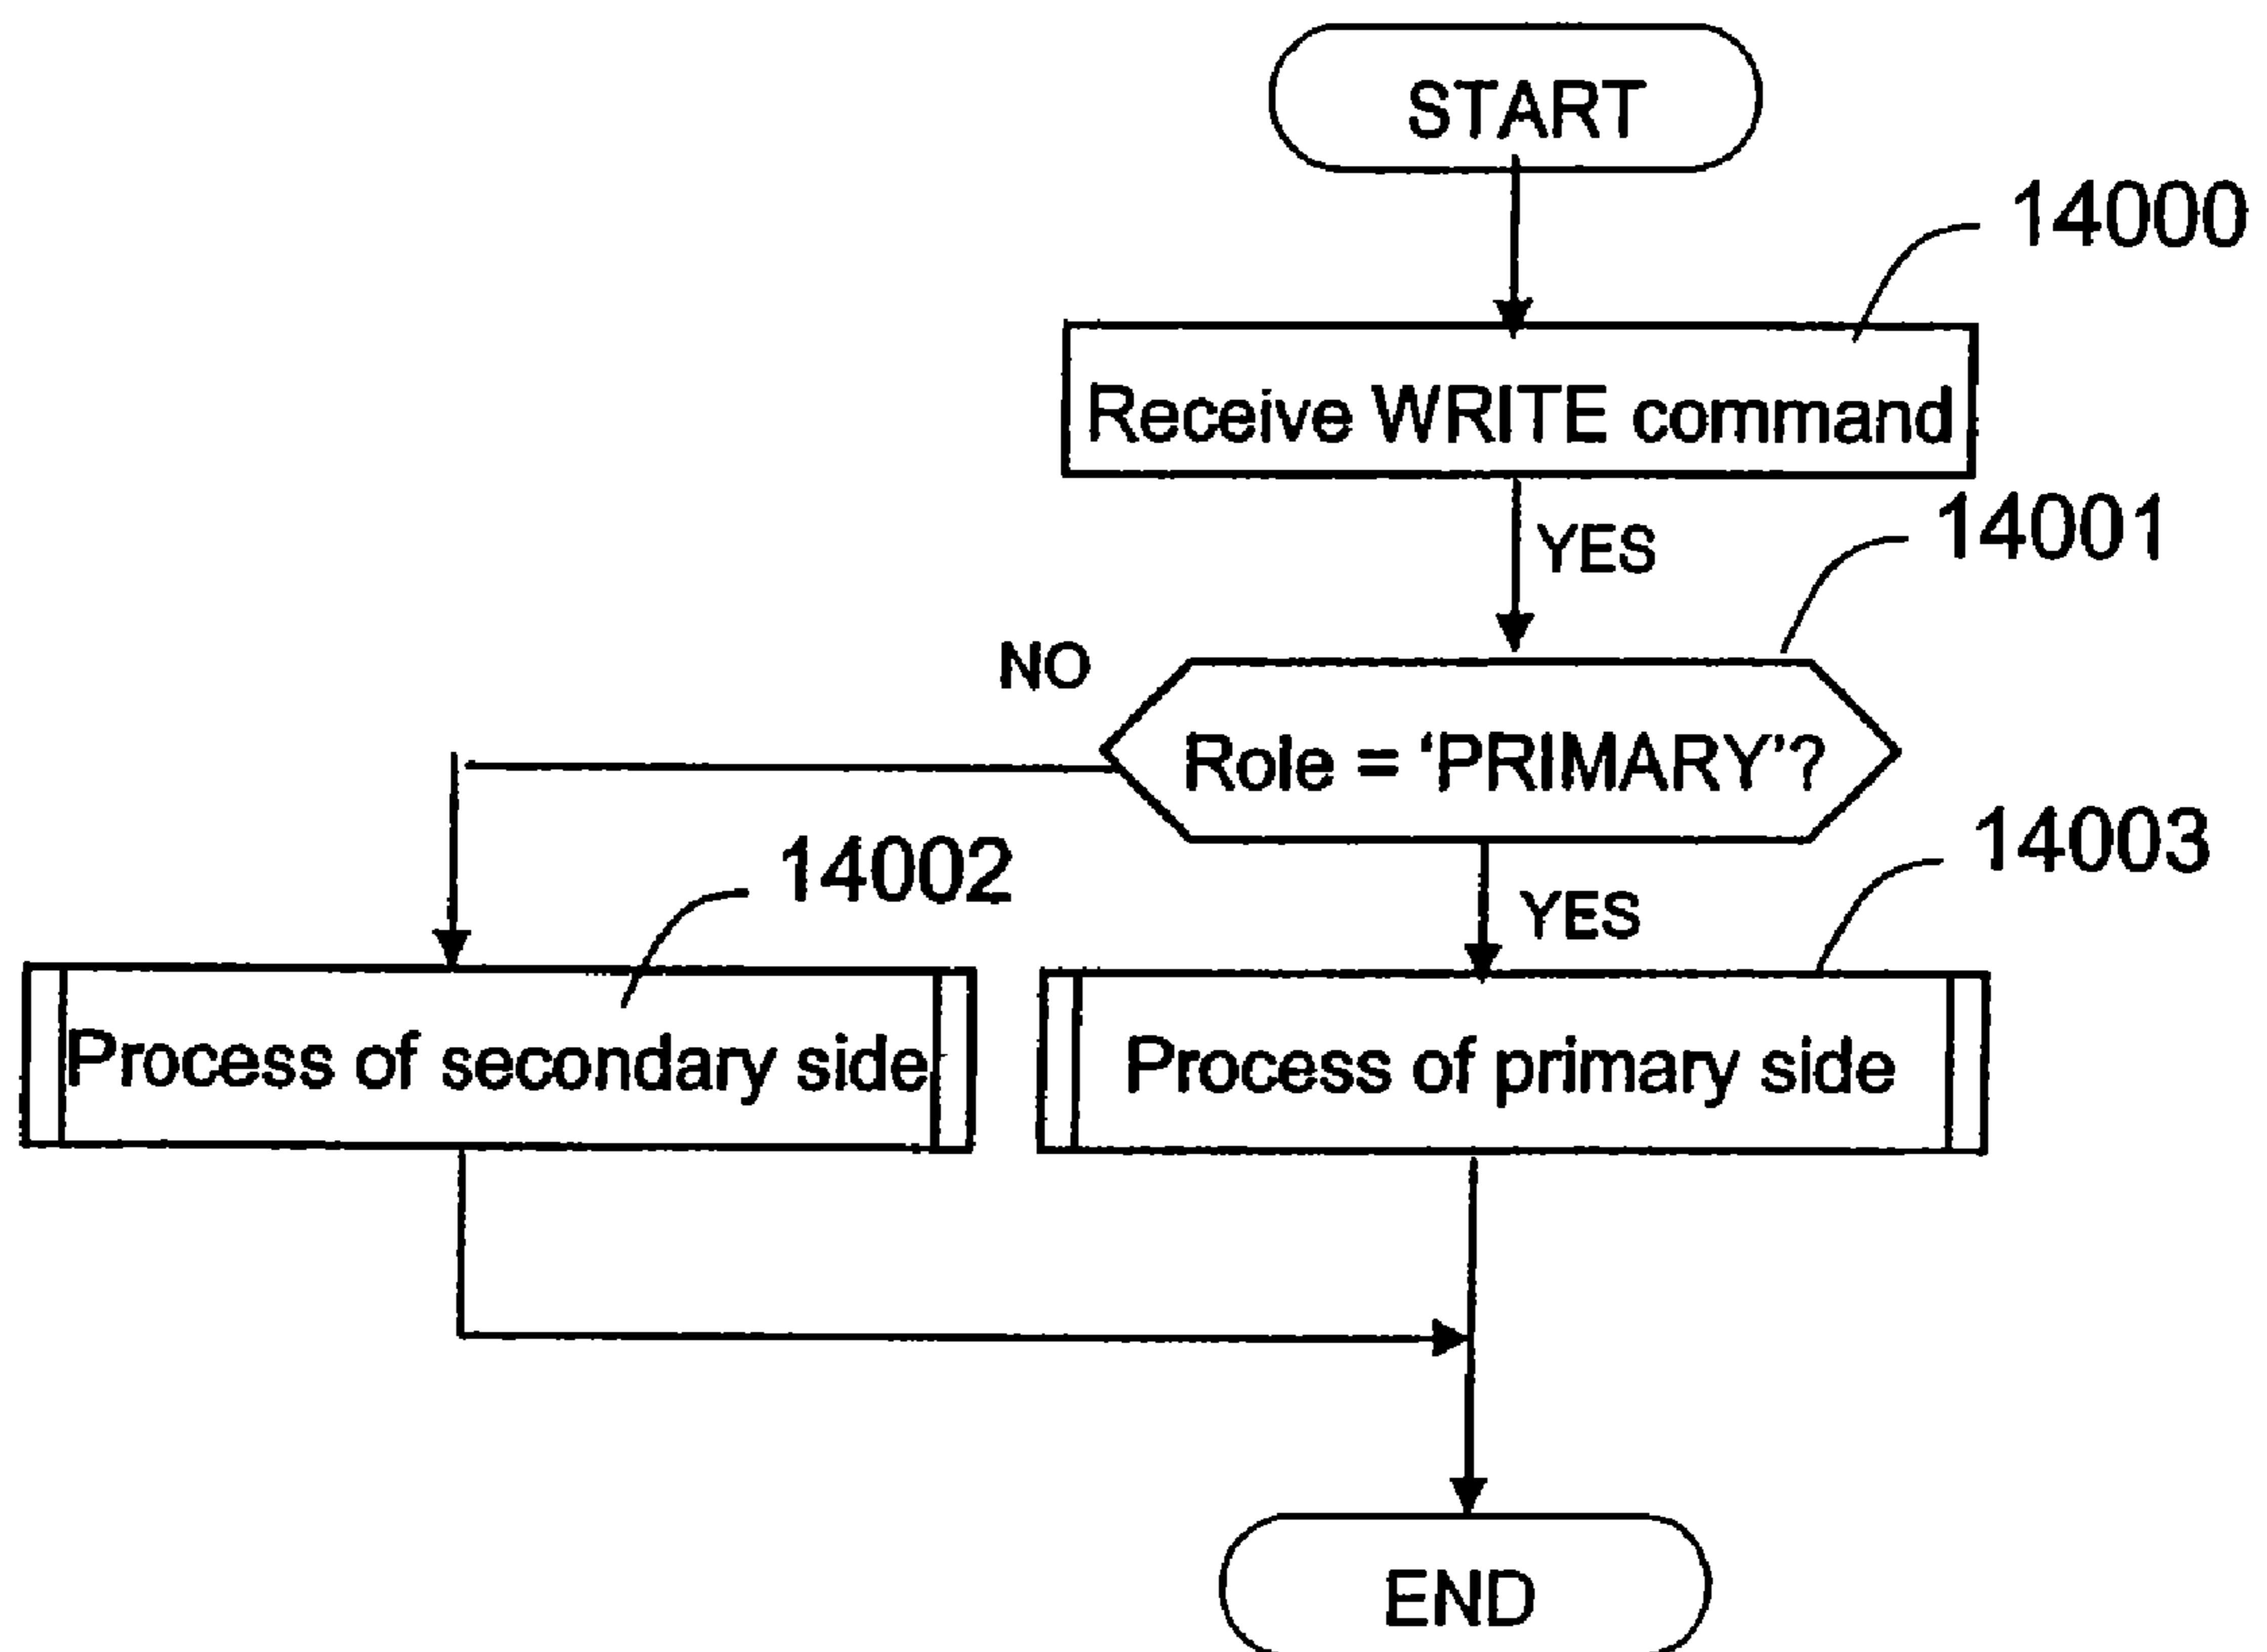 START
14000
Receive WRITE command
YES
14001
NO
Role = ‘PRIMARY’?
14003
14002
YES
Process of secondary side
Process of primary side
END